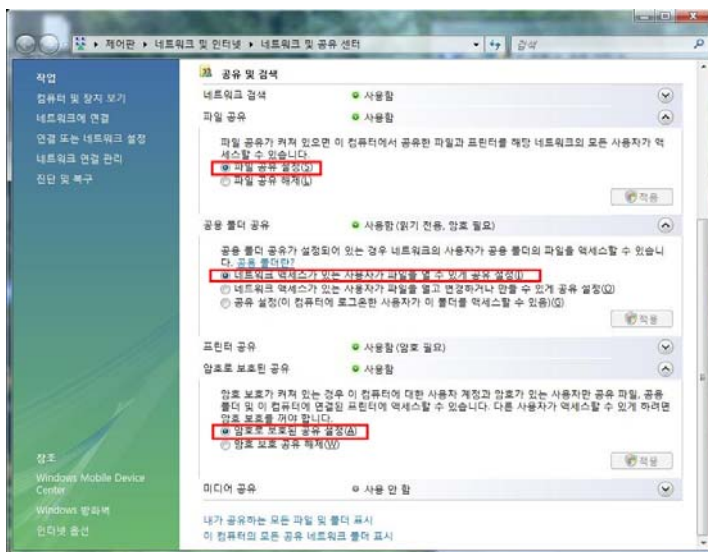 제어판 ▸ 네트워크 및 인터넷 ▸ 네트워크 및 공유 센터
검색
작업
컴퓨터 및 장치 보기
네트워크에 연결
연결 또는 네트워크 설정
네트워크 연결 관리
진단 및 복구
공유 및 검색
네트워크 검색 사용함
파일 공유 사용함
파일 공유가 켜져 있으면 이 컴퓨터에서 공유한 파일과 프린터를 해당 네트워크의 모든 사용자가 액
세스할 수 있습니다.
파일 공유 설정(S)
파일 공유 해제(L)
적용
공용 폴더 공유 사용함(읽기 전용, 암호 필요)
공용 폴더 공유가 설정되어 있는 경우 네트워크의 사용자가 공용 폴더의 파일을 액세스할 수 있습니
다. 공용 폴더란?
네트워크 액세스가 있는 사용자가 파일을 열 수 있게 공유 설정(I)
네트워크 액세스가 있는 사용자가 파일을 열고 변경하거나 만들 수 있게 공유 설정(O)
공유 설정(이 컴퓨터에 로그온한 사용자가 이 폴더를 액세스할 수 있음)(G)
적용
프린터 공유 사용함(암호 필요)
암호로 보호된 공유 사용함
암호 보호가 켜져 있는 경우 이 컴퓨터에 대한 사용자 계정과 암호가 있는 사용자만 공유 파일, 공용
폴더 및 이 컴퓨터에 연결된 프린터에 액세스할 수 있습니다. 다른 사용자가 액세스할 수 있게 하려면
암호 보호를 꺼야 합니다.
암호로 보호된 공유 설정(A)
암호 보호 공유 해제(W)
적용
미디어 공유 사용 안 함
내가 공유하는 모든 파일 및 폴더 표시
이 컴퓨터의 모든 공유 네트워크 폴더 표시
참조
Windows Mobile Device
Center
Windows 방화벽
인터넷 옵션